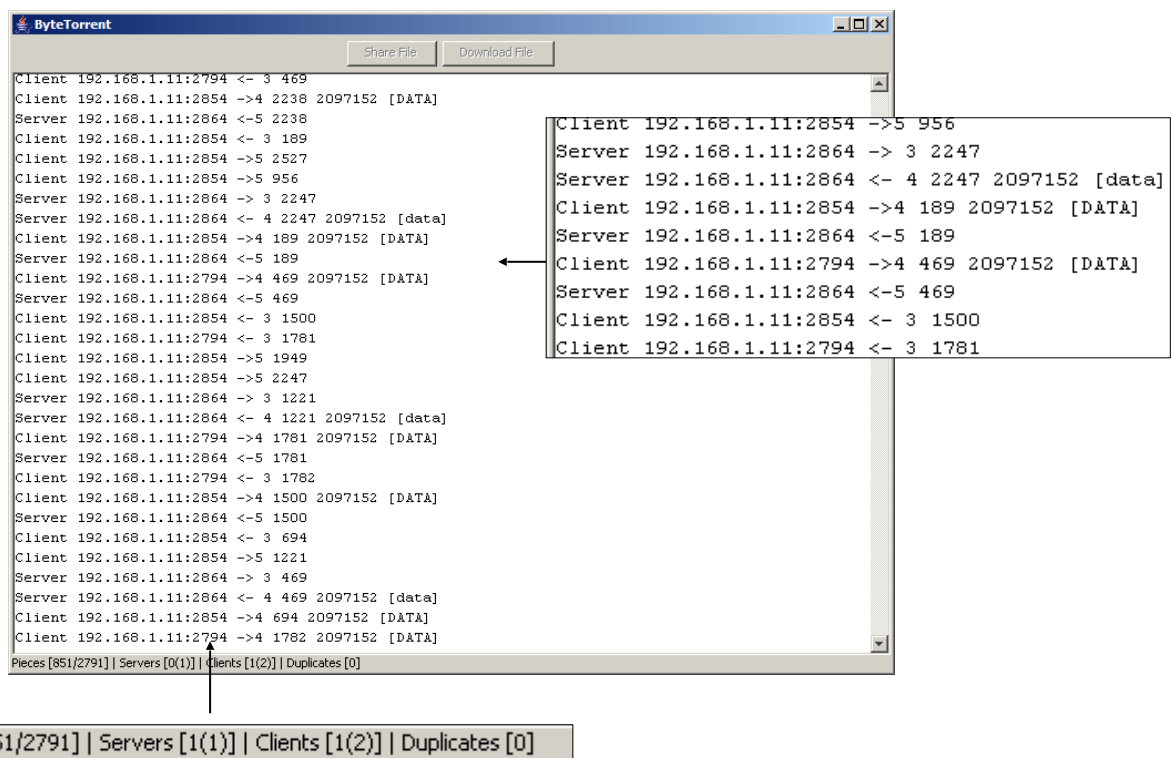 ByteTorrent
Share File Download File
Client 192.168.1.11:2794 <- 3 469
Client 192.168.1.11:2854 ->4 2238 2097152 [DATA]
Server 192.168.1.11:2864 <-5 2238
Client 192.168.1.11:2854 <- 3 189
Client 192.168.1.11:2854 ->5 2527
Client 192.168.1.11:2854 ->5 956
Server 192.168.1.11:2864 -> 3 2247
Server 192.168.1.11:2864 <- 4 2247 2097152 [data]
Client 192.168.1.11:2854 ->4 189 2097152 [DATA]
Server 192.168.1.11:2864 <-5 189
Client 192.168.1.11:2794 ->4 469 2097152 [DATA]
Server 192.168.1.11:2864 <-5 469
Client 192.168.1.11:2854 <- 3 1500
Client 192.168.1.11:2794 <- 3 1781
Client 192.168.1.11:2854 ->5 1949
Client 192.168.1.11:2854 ->5 2247
Server 192.168.1.11:2864 -> 3 1221
Server 192.168.1.11:2864 <- 4 1221 2097152 [data]
Client 192.168.1.11:2794 ->4 1781 2097152 [DATA]
Server 192.168.1.11:2864 <-5 1781
Client 192.168.1.11:2794 <- 3 1782
Client 192.168.1.11:2854 ->4 1500 2097152 [DATA]
Server 192.168.1.11:2864 <-5 1500
Client 192.168.1.11:2854 <- 3 694
Client 192.168.1.11:2854 ->5 1221
Server 192.168.1.11:2864 -> 3 469
Server 192.168.1.11:2864 <- 4 469 2097152 [data]
Client 192.168.1.11:2854 ->4 694 2097152 [DATA]
Client 192.168.1.11:2794 ->4 1782 2097152 [DATA]
Pieces [851/2791] | Servers [0(1)] | Clients [1(2)] | Duplicates [0]
Client 192.168.1.11:2854 ->5 956
Server 192.168.1.11:2864 -> 3 2247
Server 192.168.1.11:2864 <- 4 2247 2097152 [data]
Client 192.168.1.11:2854 ->4 189 2097152 [DATA]
Server 192.168.1.11:2864 <-5 189
Client 192.168.1.11:2794 ->4 469 2097152 [DATA]
Server 192.168.1.11:2864 <-5 469
Client 192.168.1.11:2854 <- 3 1500
Client 192.168.1.11:2794 <- 3 1781
51/2791] | Servers [1(1)] | Clients [1(2)] | Duplicates [0]